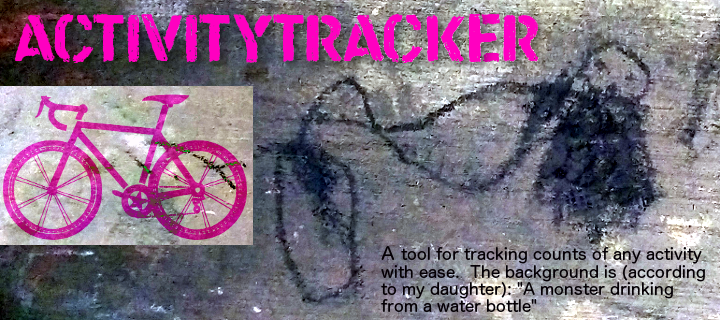 ACTIVITYTRACKER
A tool for tracking counts of any activity
with ease. The background is (according
to my daughter): "A monster drinking
from a water bottle"